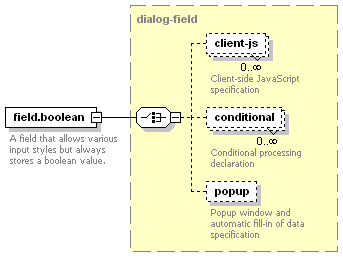 dialog-field
client-js
0..∞
Client-side JavaScript
specification
field.boolean
A field that allows various
input styles but always
stores a boolean value.
conditional
0..∞
Conditional processing
declaration
popup
Popup window and
automatic fill-in of data
specification